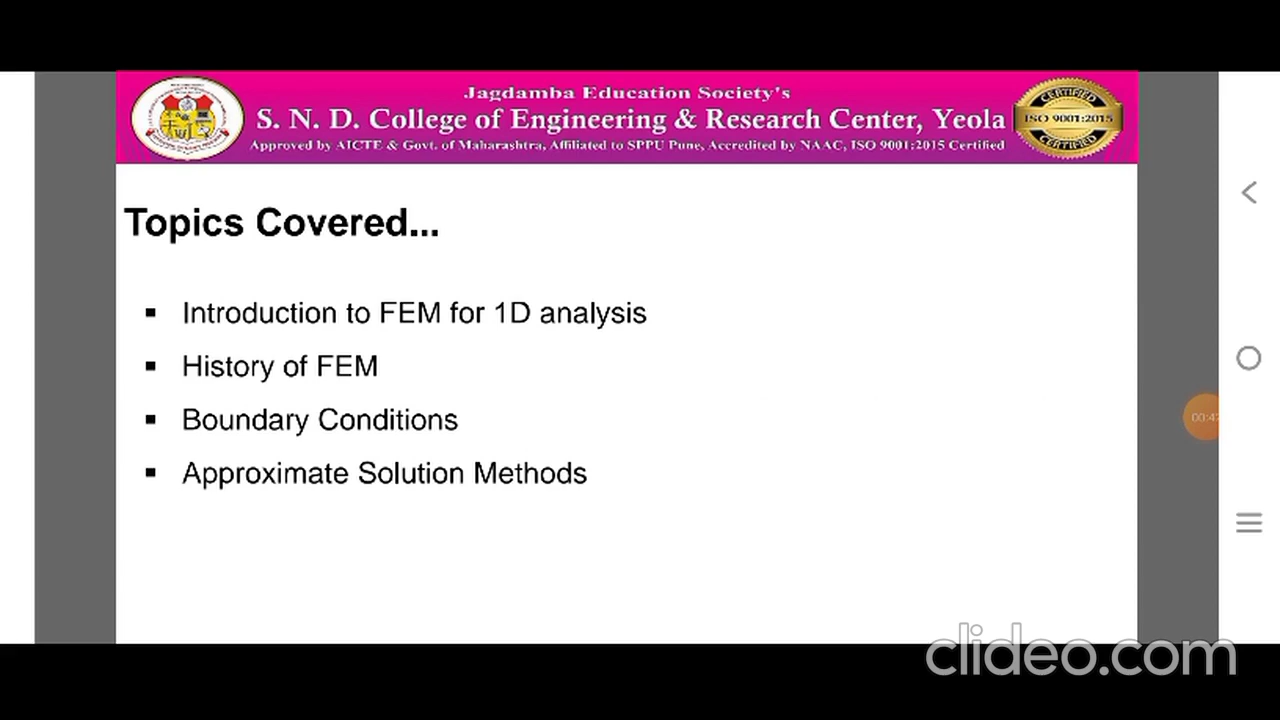 Jagdamba Education Society's
S. N. D. College of Engineering & Research Center, Yeola
Approved by AICTE & Govt. of Maharashtra, Affiliated to SPPU Pune, Accredited by NAAC, ISO 9001:2015 Certified
CERTIFIED
ISO 9001:2015
CERTIFIED
Topics Covered...
▪ Introduction to FEM for 1D analysis
▪ History of FEM
▪ Boundary Conditions
▪ Approximate Solution Methods
clideo.com